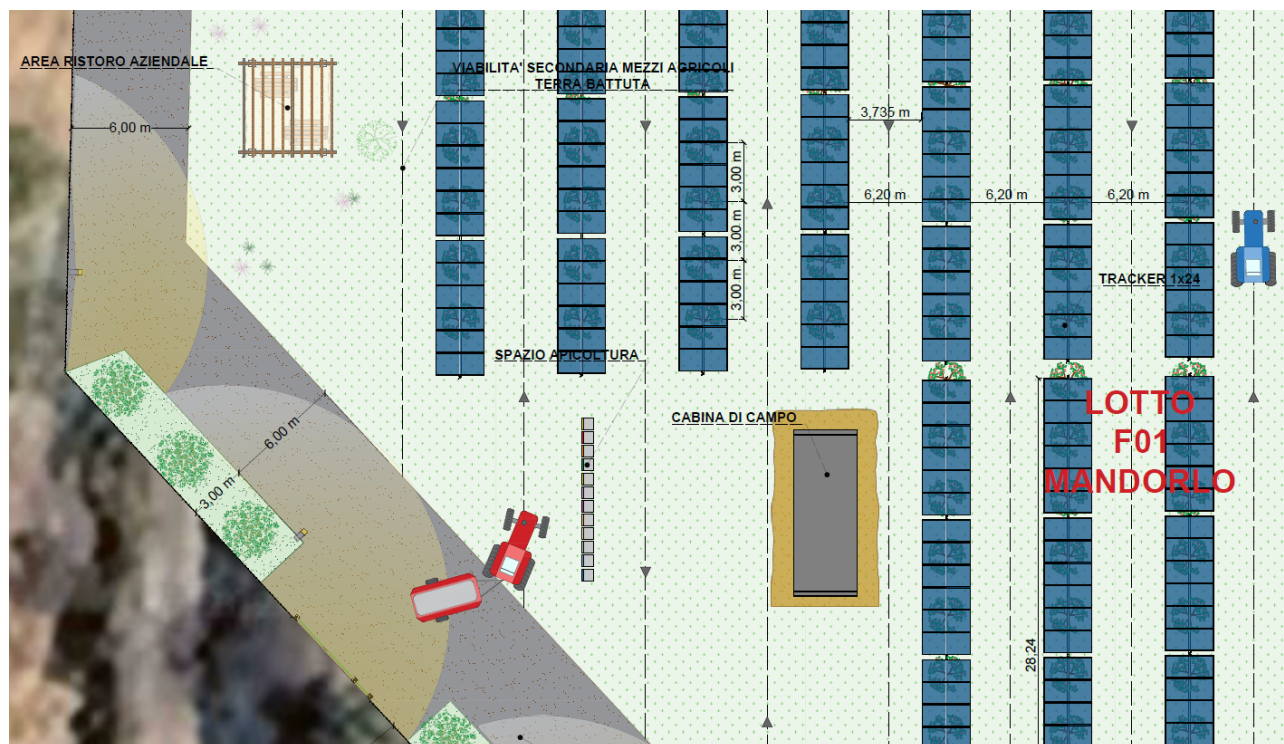 AREA RISTORO AZIENDALE
VIABILITA' SECONDARIA MEZZI AGRICOLI
TERRA BATTUTA
6,00 m
3,735 m
3,00 m
3,00 m
3,00 m
6,20 m
6,20 m
6,20 m
TRACKER 1x24
SPAZIO APICOLTURA
CABINA DI CAMPO
LOTTO
F01
MANDORLO
6,00 m
3,00 m
28,24